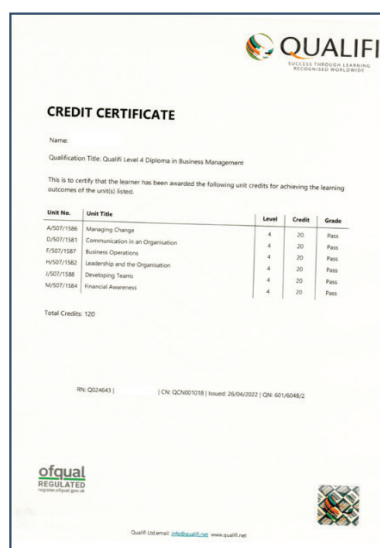 QUALIFI
SUCCESS THROUGH LEARNING
RECOGNISED WORLDWIDE
CREDIT CERTIFICATE
Name:
Qualification Title: Qualifi Level 4 Diploma in Business Management
This is to certify that the learner has been awarded the following unit credits for achieving the learning
outcomes of the unit(s) listed.
Unit No. Unit Title Level Credit Grade
A/507/1586 Managing Change 4 20 Pass
D/507/1581 Communication in an Organisation 4 20 Pass
F/507/1587 Business Operations 4 20 Pass
H/507/1582 Leadership and the Organisation 4 20 Pass
J/507/1588 Developing Teams 4 20 Pass
M/507/1584 Financial Awareness 4 20 Pass
Total Credits: 120
RN: Q024643 | | CN: QCN001018 | Issued: 26/04/2022 | QN: 601/6048/2
ofqual
REGULATED
register.ofqual.gov.uk
Qualifi Ltd email: info@qualifi.net www.qualifi.net